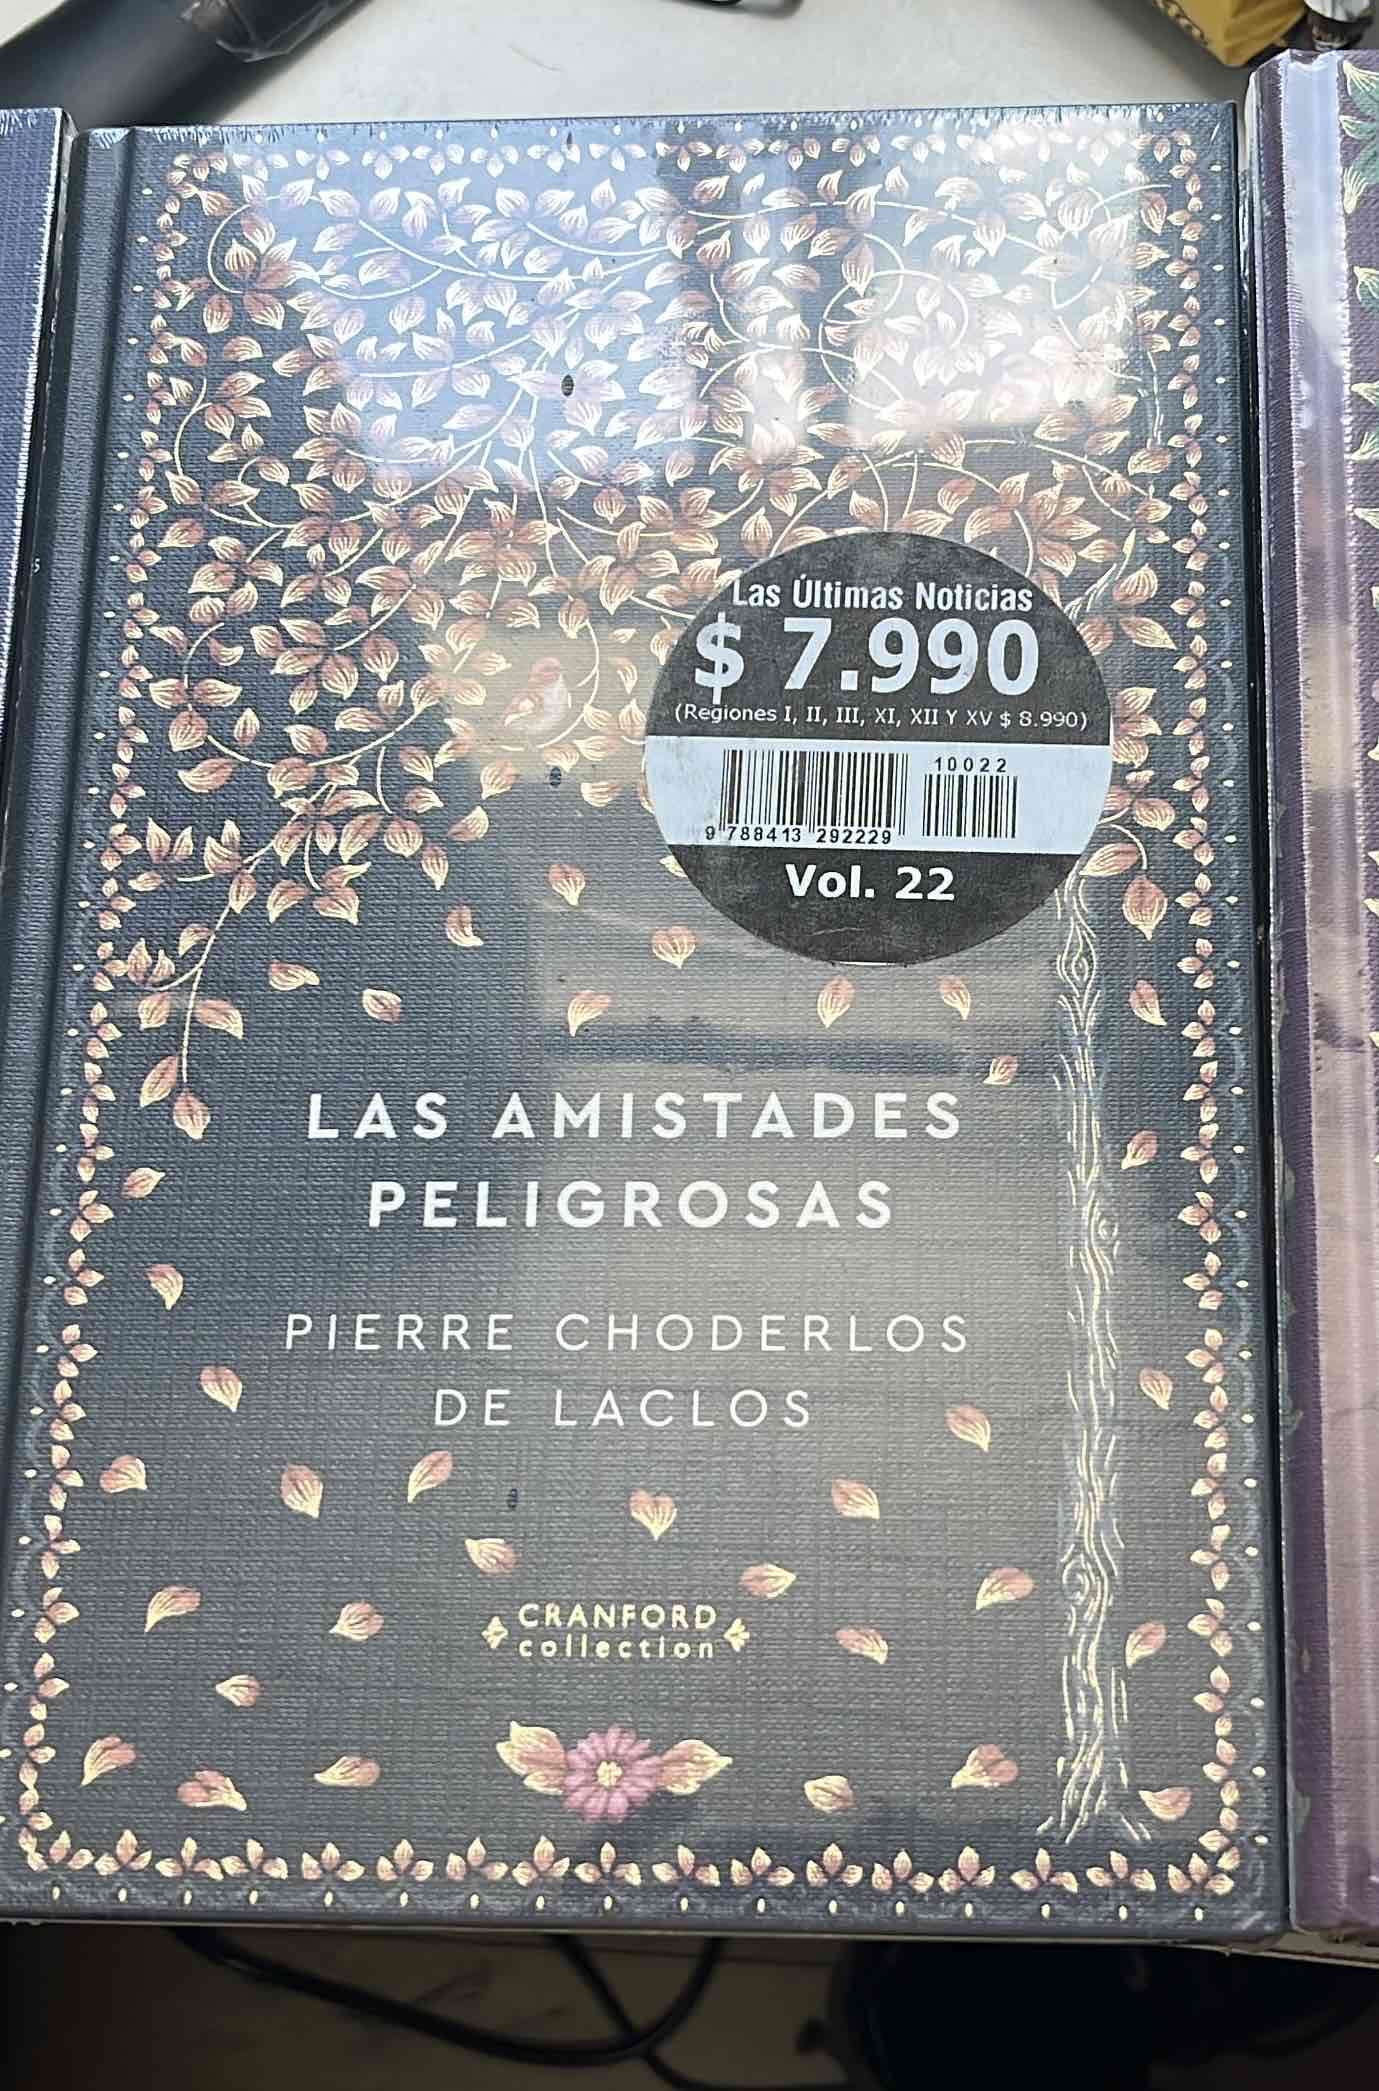 Las Últimas Noticias
$ 7.990
(Regiones I, II, III, XI, XII Y XV $ 8.990)
10022
9 788413 292229
Vol. 22
LAS AMISTADES
PELIGROSAS
PIERRE CHODERLOS
DE LACLOS
CRANFORD
collection